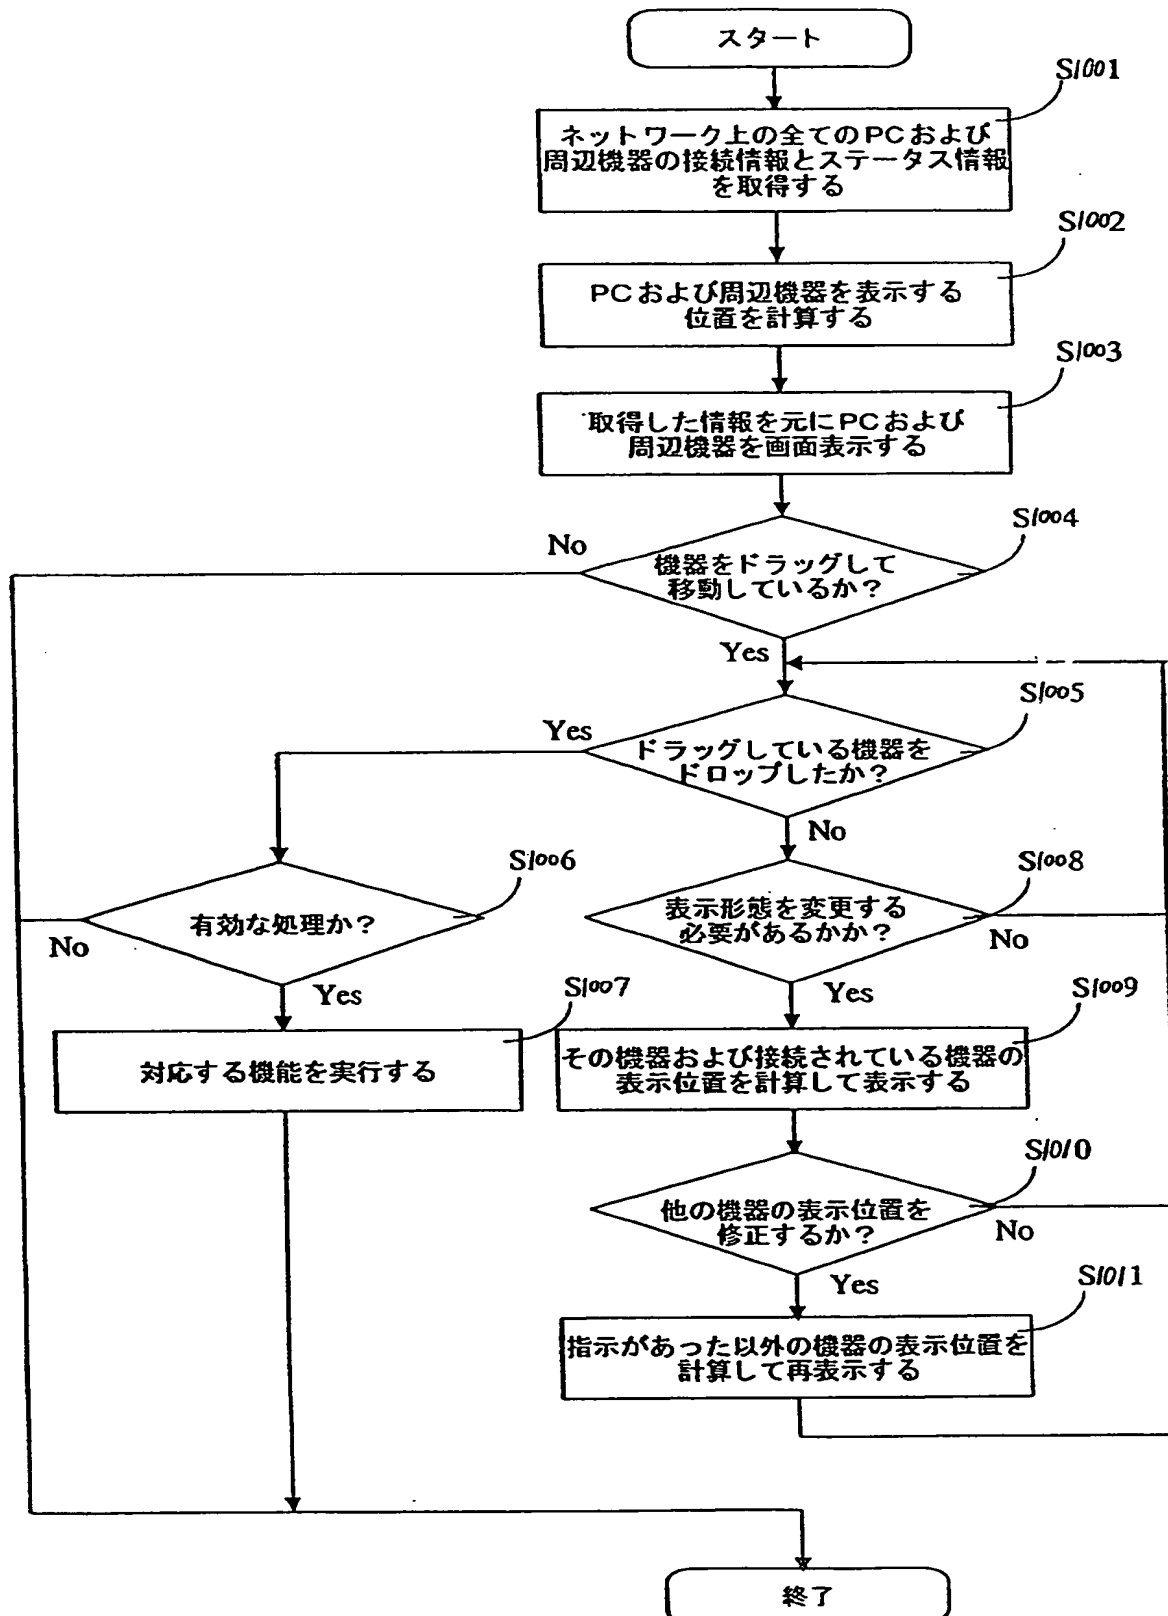 スタート
S1001
ネットワーク上の全てのPCおよび
周辺機器の接続情報とステータス情報
を取得する
S1002
PCおよび周辺機器を表示する
位置を計算する
S1003
取得した情報を元にPCおよび
周辺機器を画面表示する
S1004
No
機器をドラッグして
移動しているか?
Yes
S1005
Yes
ドラッグしている機器を
ドロップしたか?
No
S1006
有効な処理か?
No
Yes
S1007
対応する機能を実行する
S1008
表示形態を変更する
必要があるかか?
No
Yes
S1009
その機器および接続されている機器の
表示位置を計算して表示する
S1010
他の機器の表示位置を
修正するか?
No
Yes
S1011
指示があった以外の機器の表示位置を
計算して再表示する
終了